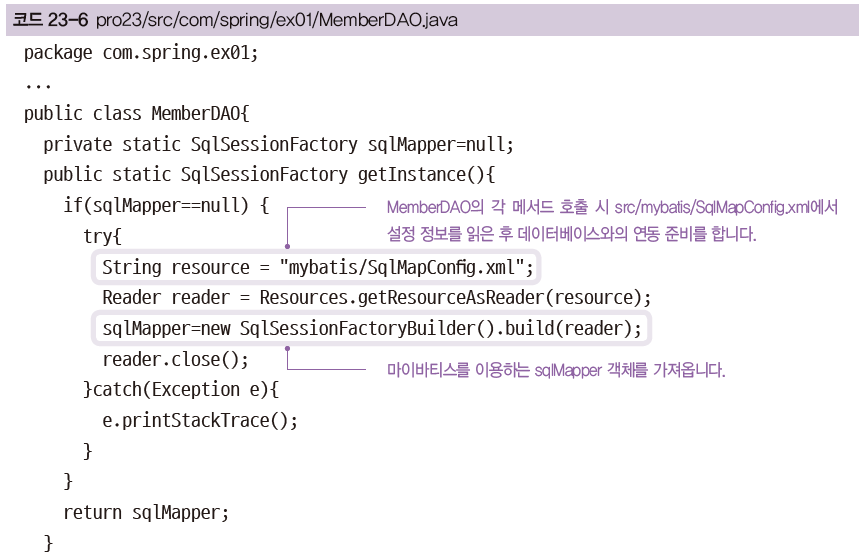 코드 23-6 pro23/src/com/spring/ex01/MemberDAO.java
package com.spring.ex01;
...
public class MemberDAO{
private static SqlSessionFactory sqlMapper=null;
public static SqlSessionFactory getInstance(){
if(sqlMapper==null) {
MemberDAO의 각 메서드 호출 시 src/mybatis/SqlMapConfig.xml에서
설정 정보를 읽은 후 데이터베이스와의 연동 준비를 합니다.
try{
String resource = "mybatis/SqlMapConfig.xml";
Reader reader = Resources.getResourceAsReader(resource);
sqlMapper=new SqlSessionFactoryBuilder().build(reader);
reader.close();
마이바티스를 이용하는 sqlMapper 객체를 가져옵니다.
}catch(Exception e){
e.printStackTrace();
}
}
return sqlMapper;
}